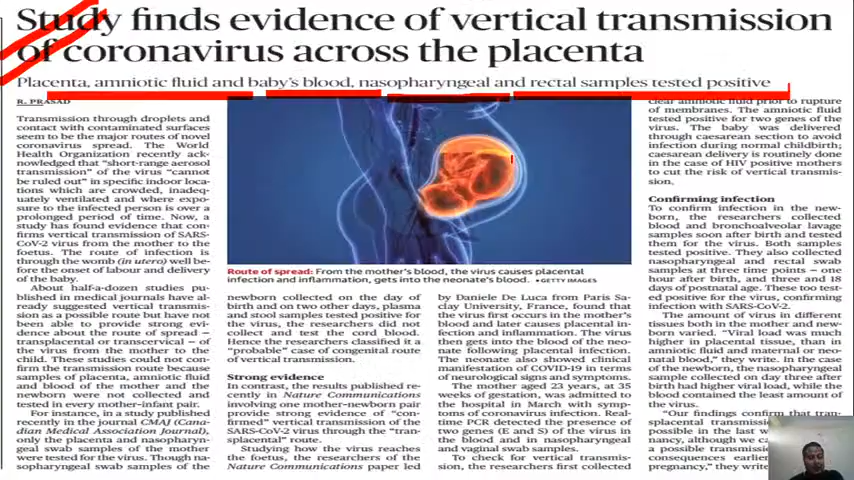 Study finds evidence of vertical transmission
of coronavirus across the placenta
Placenta, amniotic fluid and baby's blood, nasopharyngeal and rectal samples tested positive
R. PRASAD
Transmission through droplets and
contact with contaminated surfaces
seem to be the major routes of novel
coronavirus spread. The World
Health Organization recently ack-
nowledged that "short-range aerosol
transmission" of the virus "cannot
be ruled out" in specific indoor loca-
tions which are crowded, inadeq-
uately ventilated and where expo-
sure to the infected person is over a
prolonged period of time. Now, a
study has found evidence that con-
firms vertical transmission of SARS-
CoV-2 virus from the mother to the
foetus. The route of infection is
through the womb (in utero) well be-
fore the onset of labour and delivery
of the baby.
About half-a-dozen studies pu-
blished in medical journals have al-
ready suggested vertical transmis-
sion as a possible route but have not
been able to provide strong evi-
dence about the route of spread –
transplacental or transcervical – of
the virus from the mother to the
child. These studies could not con-
firm the transmission route because
samples of placenta, amniotic fluid
and blood of the mother and the
newborn were not collected and
tested in every mother-infant pair.
For instance, in a study published
recently in the journal CMAJ (Cana-
dian Medical Association Journal),
only the placenta and nasopharyn-
geal swab samples of the mother
were tested for the virus. Though na-
sopharyngeal swab samples of the
Route of spread: From the mother's blood, the virus causes placental
infection and inflammation, gets into the neonate's blood. • GETTY IMAGES
newborn collected on the day of
birth and on two other days, plasma
and stool samples tested positive for
the virus, the researchers did not
collect and test the cord blood.
Hence the researchers classified it a
"probable" case of congenital route
of vertical transmission.
Strong evidence
In contrast, the results published re-
cently in Nature Communications
involving one mother-newborn pair
provide strong evidence of "con-
firmed" vertical transmission of the
SARS-CoV-2 virus through the "tran-
splacental" route.
Studying how the virus reaches
the foetus, the researchers of the
Nature Communications paper led
by Daniele De Luca from Paris Sa-
clay University, France, found that
the virus first occurs in the mother's
blood and later causes placental in-
fection and inflammation. The virus
then gets into the blood of the neo-
nate following placental infection.
The neonate also showed clinical
manifestation of COVID-19 in terms
of neurological signs and symptoms.
The mother aged 23 years, at 35
weeks of gestation, was admitted to
the hospital in March with symp-
toms of coronavirus infection. Real-
time PCR detected the presence of
two genes (E and S) of the virus in
the blood and in nasopharyngeal
and vaginal swab samples.
To check for vertical transmis-
sion, the researchers first collected
clear amniotic fluid prior to rupture
of membranes. The amniotic fluid
tested positive for two genes of the
virus. The baby was delivered
through caesarean section to avoid
infection during normal childbirth;
caesarean delivery is routinely done
in the case of HIV positive mothers
to cut the risk of vertical transmis-
sion.
Confirming infection
To confirm infection in the new-
born, the researchers collected
blood and bronchoalveolar lavage
samples soon after birth and tested
them for the virus. Both samples
tested positive. They also collected
nasopharyngeal and rectal swab
samples at three time points – one
hour after birth, and three and 18
days of postnatal age. These too test-
ed positive for the virus, confirming
infection with SARS-CoV-2.
The amount of virus in different
tissues both in the mother and new-
born varied. "Viral load was much
higher in placental tissue, than in
amniotic fluid and maternal or neo-
natal blood," they write. In the case
of the newborn, the nasopharyngeal
sample collected on day three after
birth had higher viral load, while the
blood contained the least amount of
the virus.
"Our findings confirm that tran-
splacental transmiss
possible in the last w
nancy, although we c
a possible transmiss
consequences earlier
pregnancy," they write